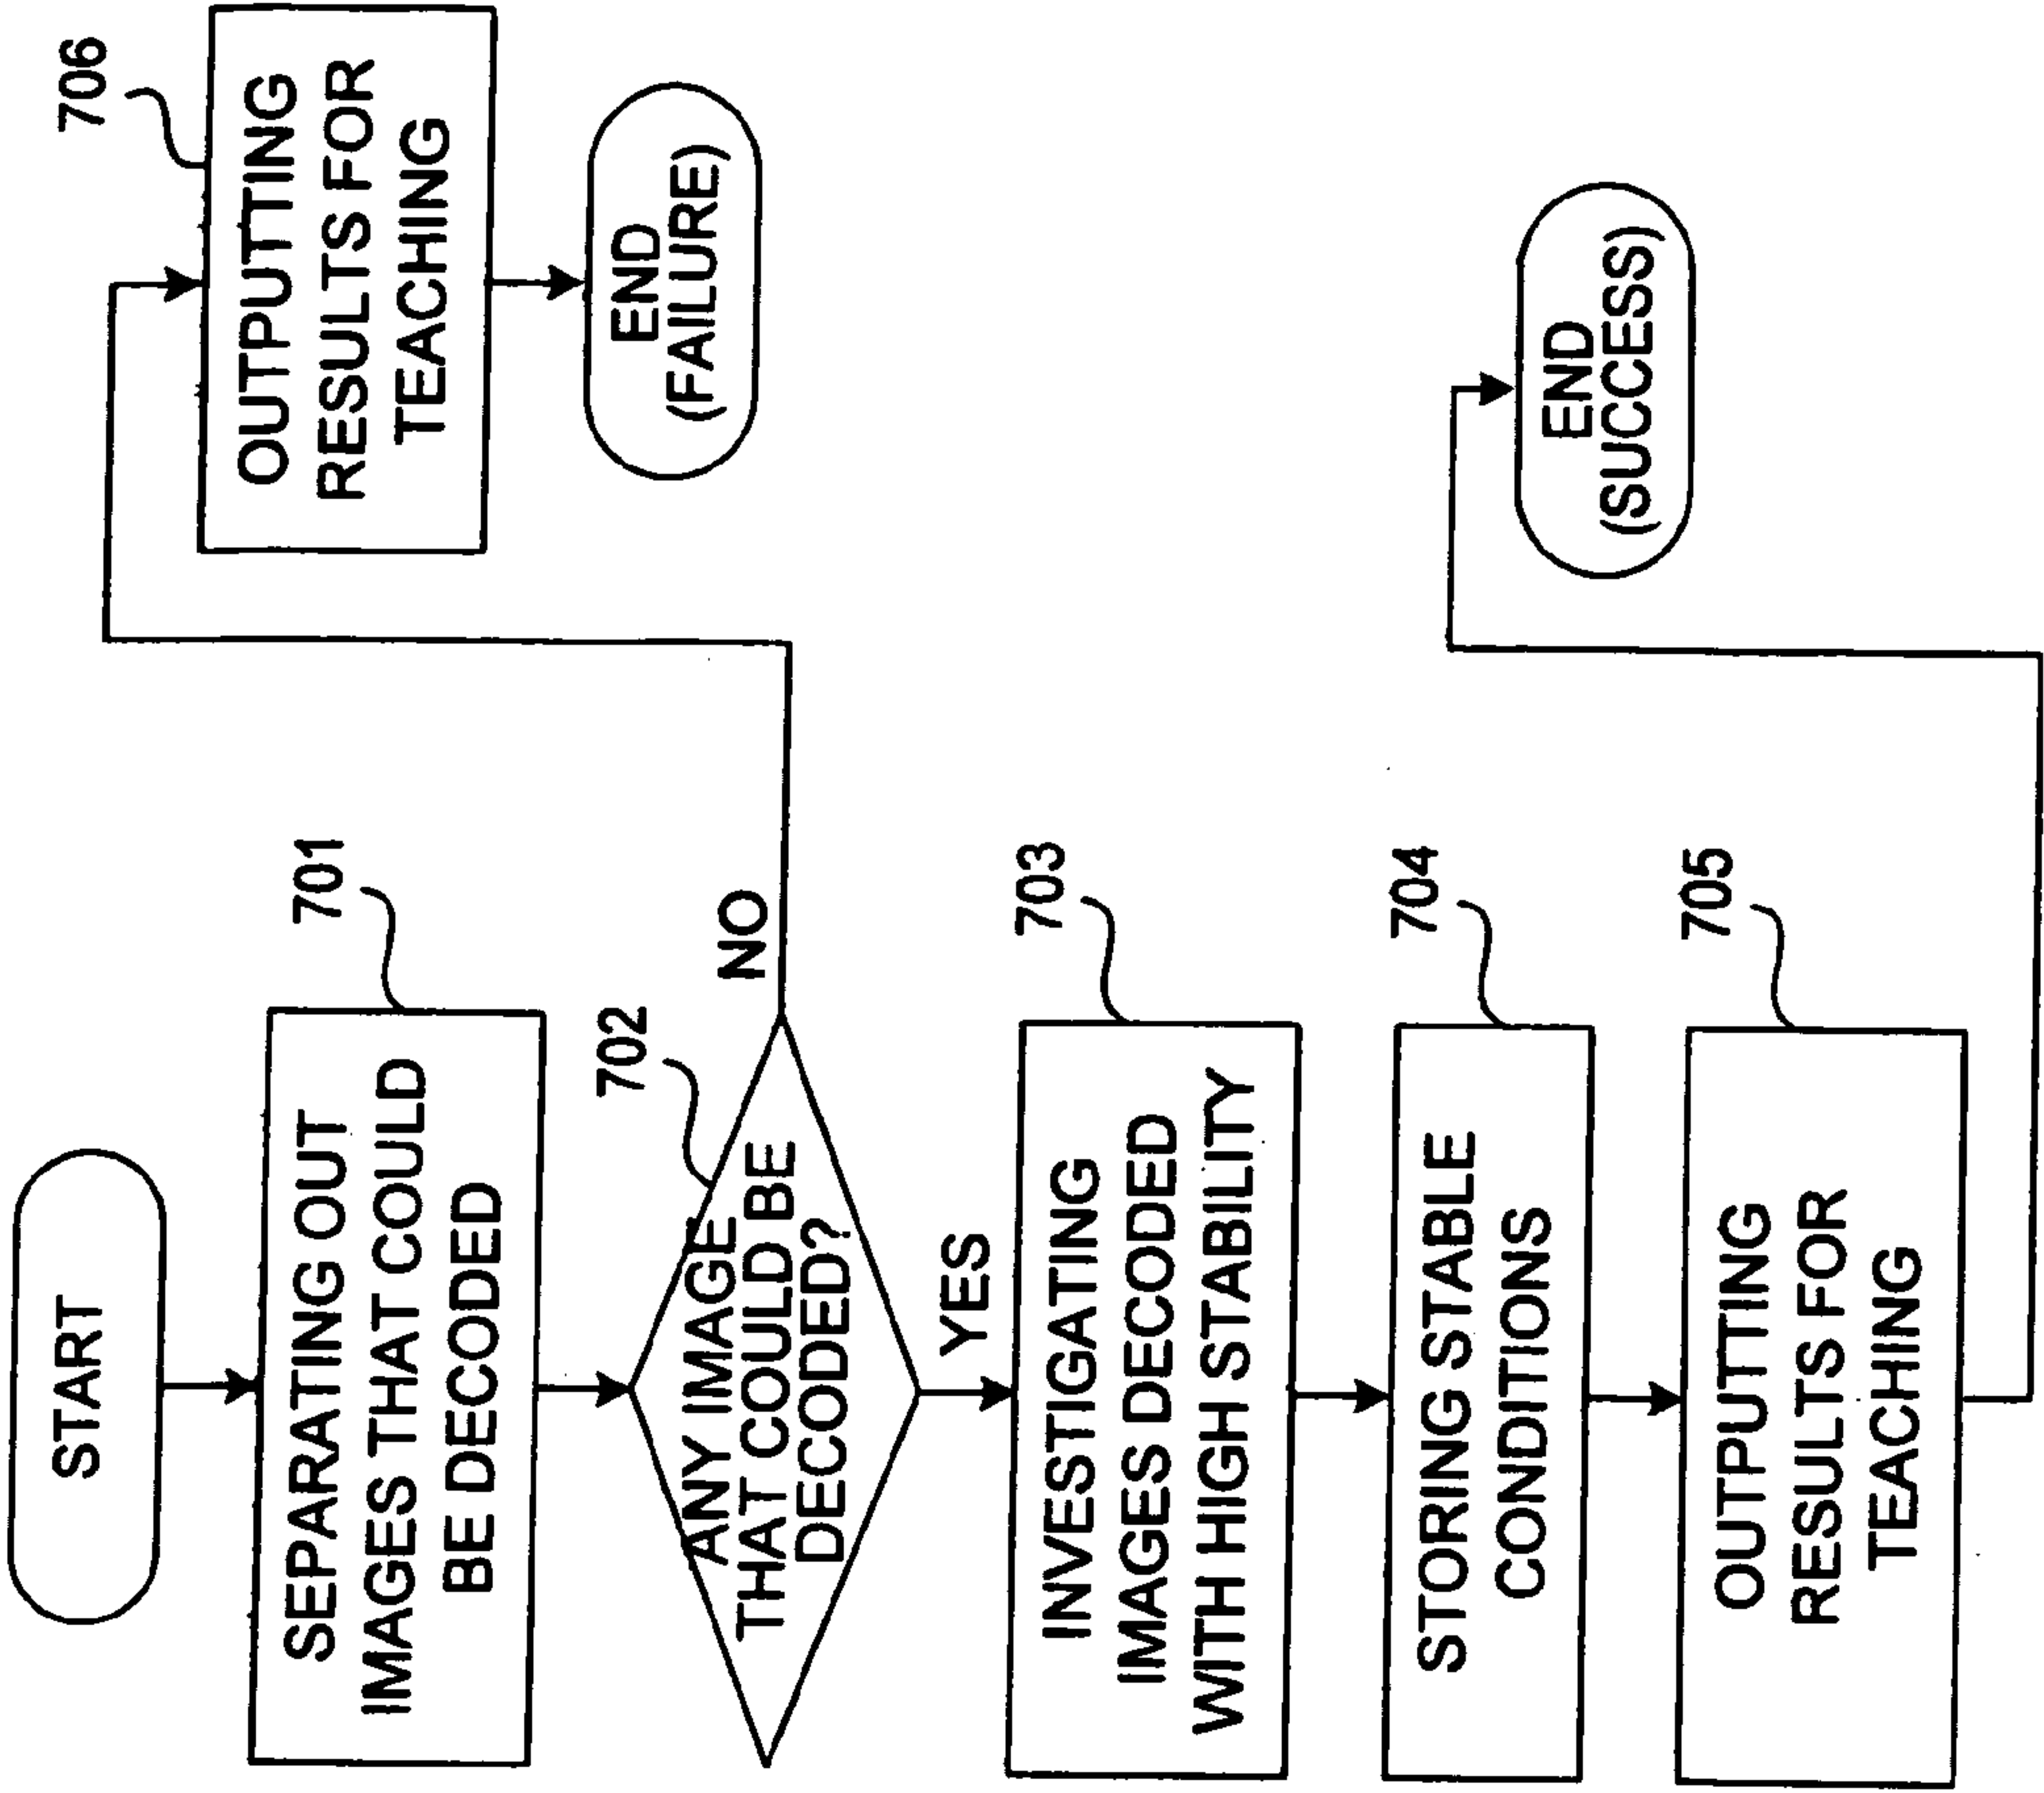 START
701
SEPARATING OUT
IMAGES THAT COULD
BE DECODED
702
ANY IMAGE
THAT COULD BE
DECODED?
NO
YES
703
INVESTIGATING
IMAGES DECODED
WITH HIGH STABILITY
704
STORING STABLE
CONDITIONS
705
OUTPUTTING
RESULTS FOR
TEACHING
706
OUTPUTTING
RESULTS FOR
TEACHING
END
(FAILURE)
END
(SUCCESS)